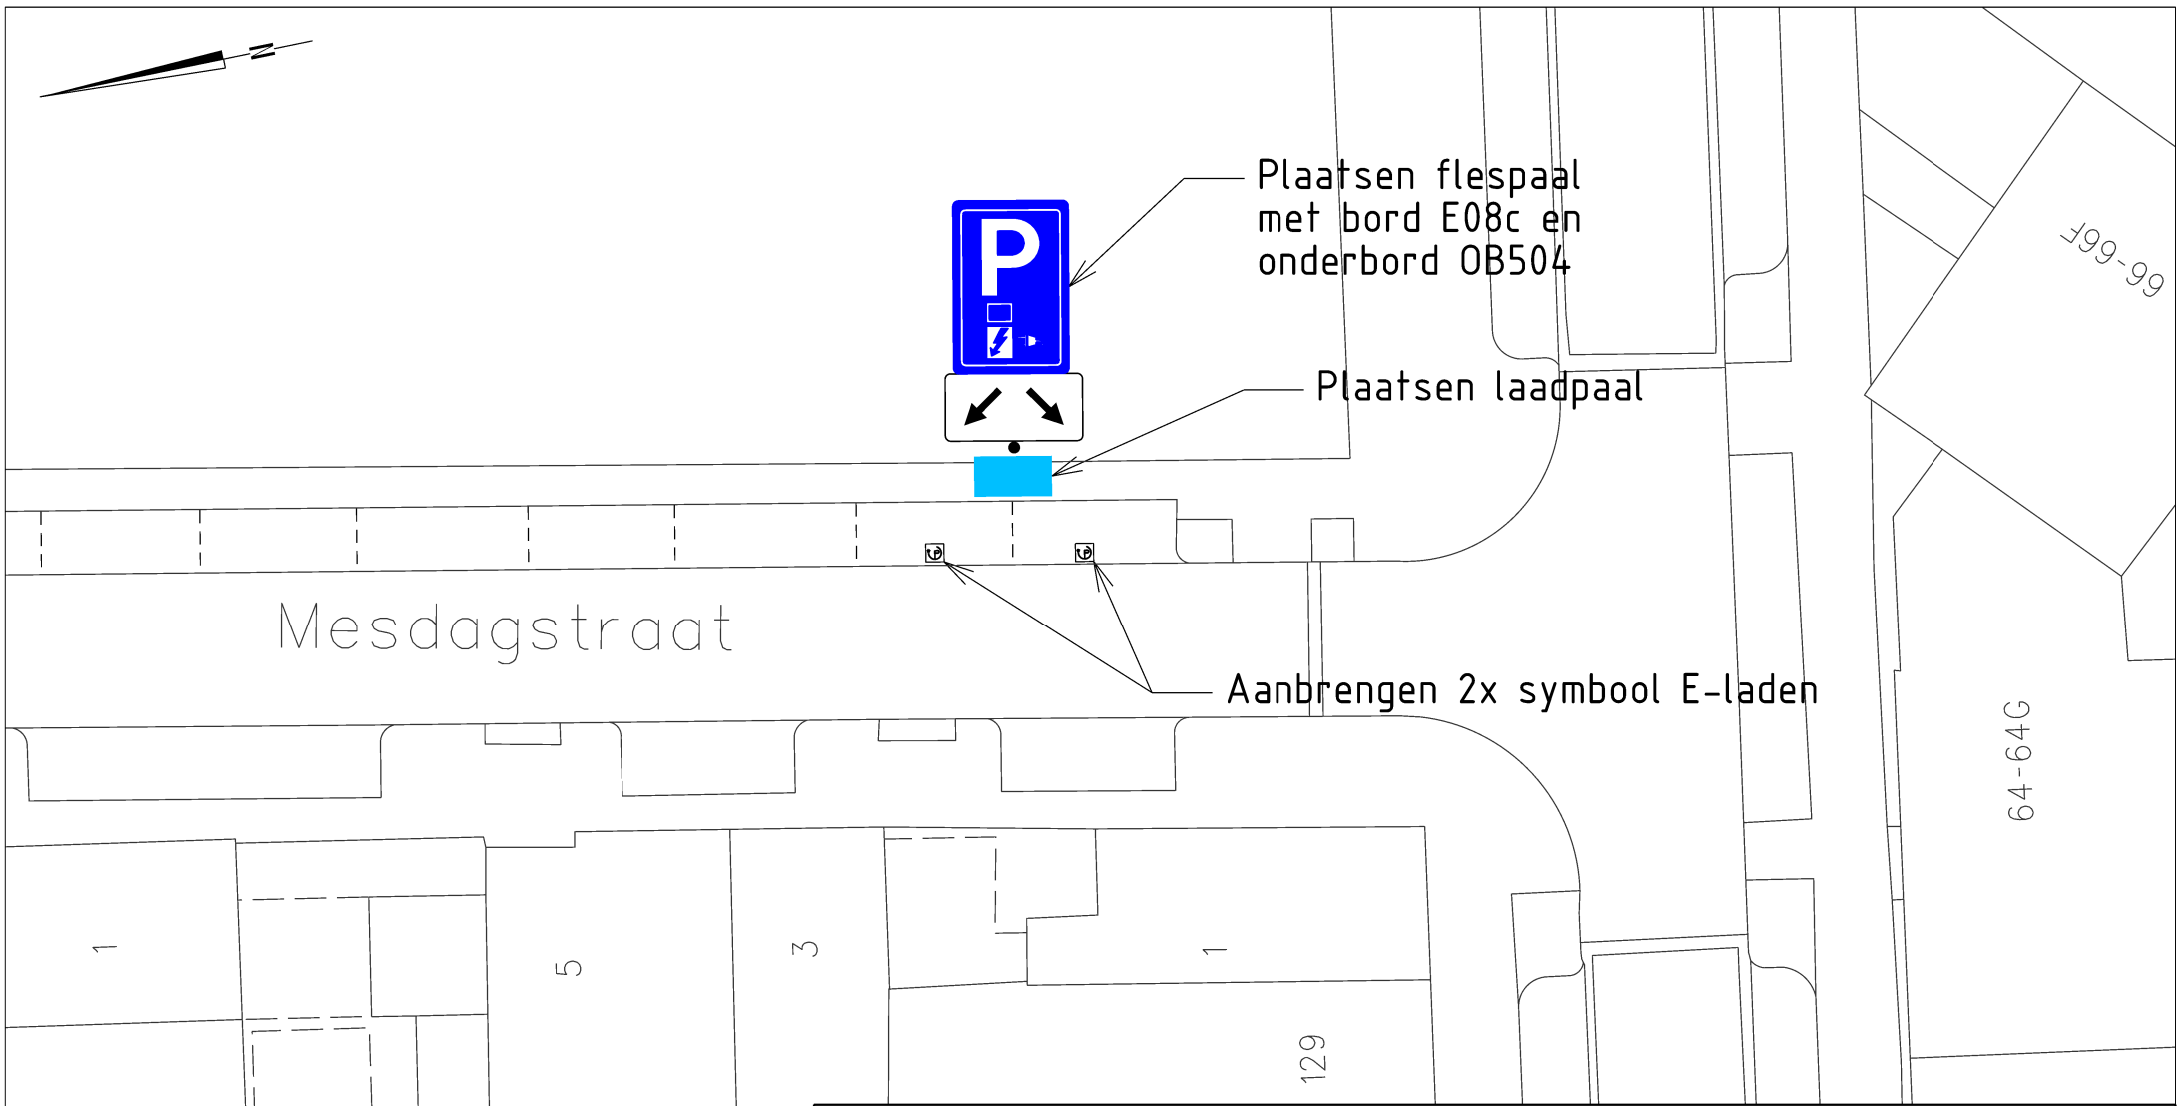 N
Plaatsen flespaal
met bord E08c en
onderbord OB504
P
Plaatsen laadpaal
Mesdagstraat
Aanbrengen 2x symbool E-laden
66-66F
64-64G
1
5
3
1
129